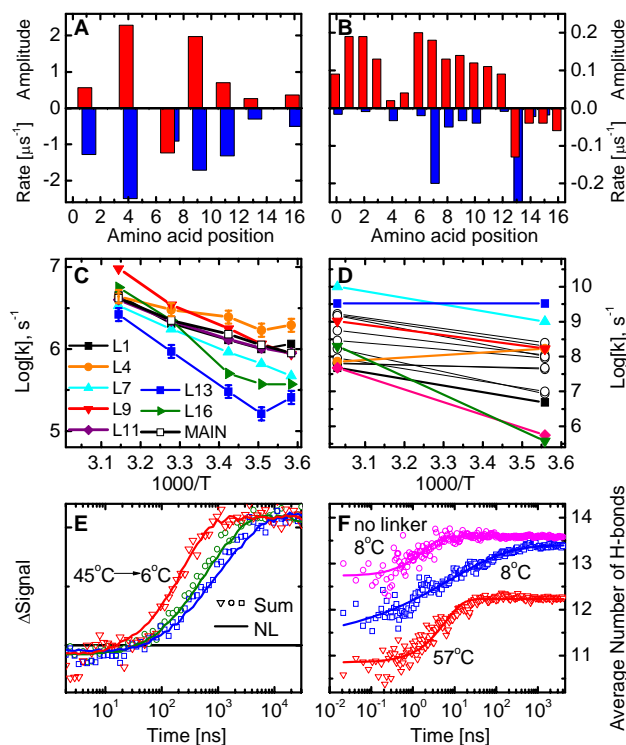 A
B
Amplitude
Rate [µs⁻¹]
2
1
0
-1
-2
0 2 4 6 8 10 12 14 16
Amino acid position
0.2
0.1
0.0
-0.1
-0.2
Amplitude
Rate [µs⁻¹]
0 2 4 6 8 10 12 14 16
Amino acid position
C
D
Log[k], s⁻¹
7
6
5
L1
L4
L7
L9
L11
L13
L16
MAIN
3.1 3.2 3.3 3.4 3.5 3.6
1000/T
10
9
8
7
6
5
Log[k], s⁻¹
3.1 3.2 3.3 3.4 3.5 3.6
1000/T
E
F
ΔSignal
45°C→6°C
Sum
NL
10¹ 10² 10³ 10⁴
Time [ns]
no linker
8°C
8°C
57°C
14
13
12
11
Average Number of H-bonds
10⁻² 10⁻¹ 10⁰ 10¹ 10² 10³
Time [ns]